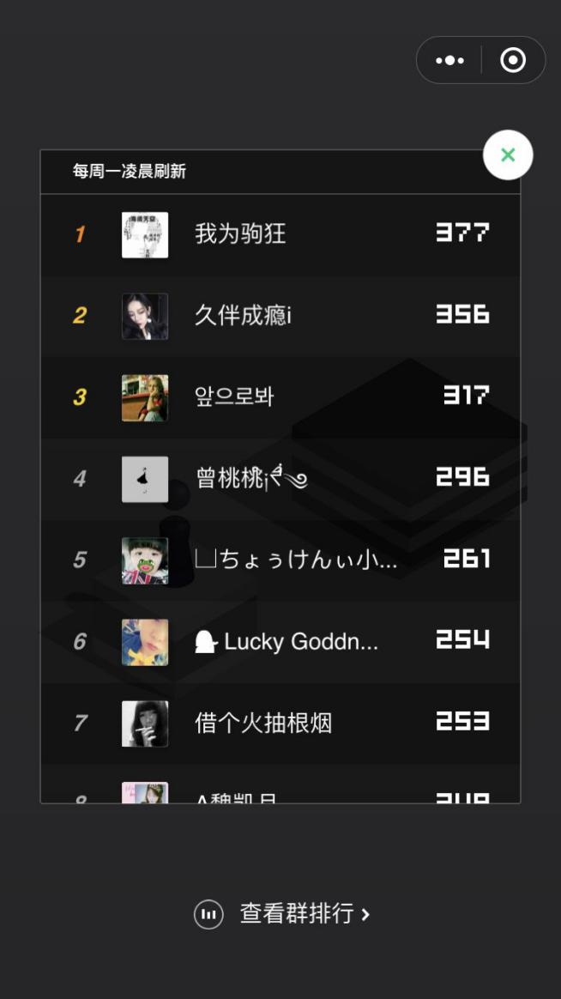 每周一凌晨刷新
1 我为驹狂 377
2 久伴成瘾i 356
3 앞으로봐 317
4 曾桃桃 296
5 凵ちょぅけんぃ小... 261
6 Lucky Goddn... 254
7 借个火抽根烟 253
查看群排行 ›